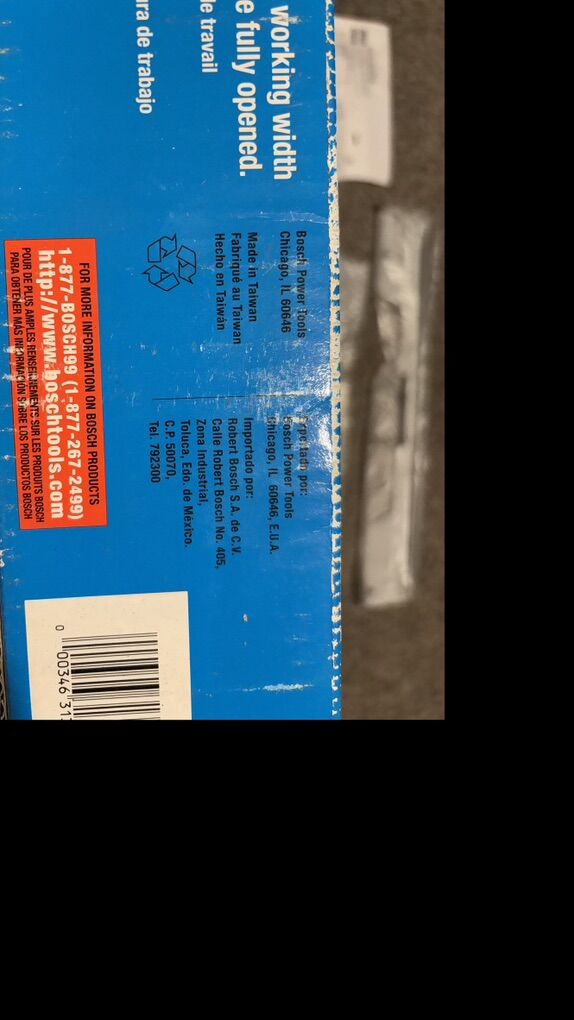 working width
e fully opened.
le travail
ra de trabajo
Bosch Power Tools
Chicago, IL 60646
Made in Taiwan
Fabriqué au Taiwan
Hecho en Taiwán
por:
Bosch Power Tools
Chicago, IL 60646, E.U.A.
Importado por:
Robert Bosch S.A. de C.V.
Calle Robert Bosch No. 405,
Zona Industrial,
Toluca, Edo. de México.
C.P. 50070,
Tel. 792300
FOR MORE INFORMATION ON BOSCH PRODUCTS
1-877-BOSCH99 (1-877-267-2499)
http://www.boschtools.com
POUR DE PLUS AMPLES RENSEIGNEMENTS SUR LES PRODUITS BOSCH
PARA OBTENER MÁS INFORMACIÓN SOBRE LOS PRODUCTOS BOSCH
0 00346 31